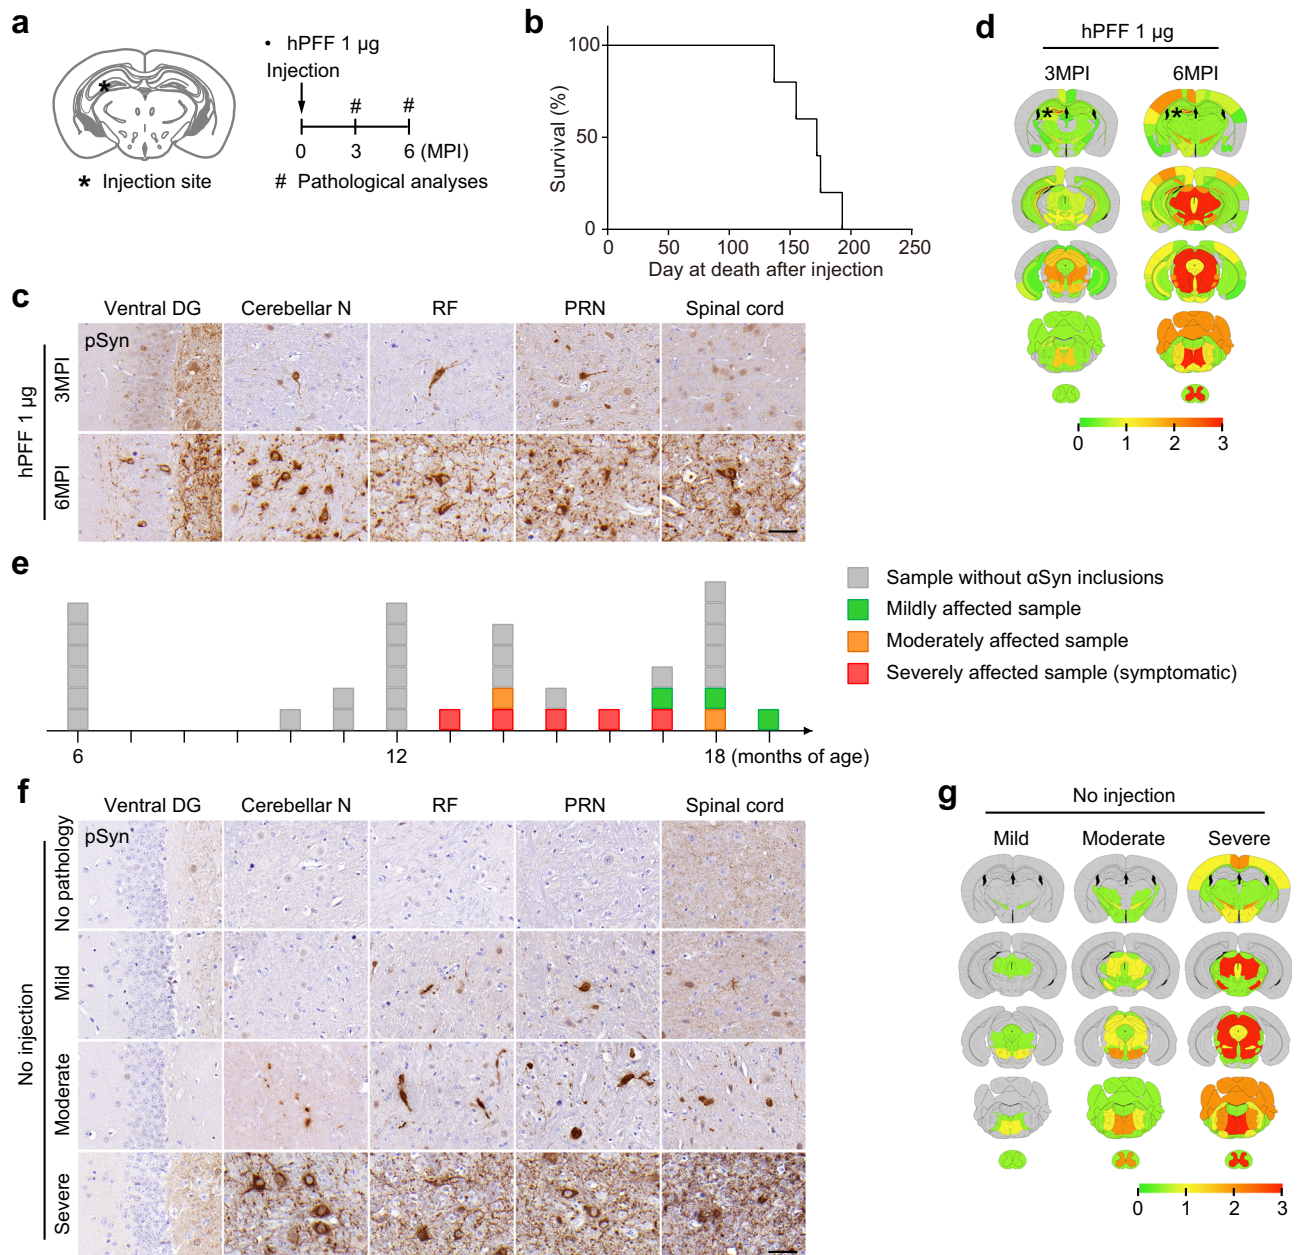 a
• hPFF 1 µg
Injection
# #
0 3 6 (MPI)
* Injection site
# Pathological analyses
b
Survival (%)
100
50
0
0 50 100 150 200 250
Day at death after injection
c
Ventral DG Cerebellar N RF PRN Spinal cord
hPFF 1 µg
3MPI
pSyn
6MPI
d
hPFF 1 µg
3MPI 6MPI
*
*
0 1 2 3
e
6 12 18 (months of age)
Sample without αSyn inclusions
Mildly affected sample
Moderately affected sample
Severely affected sample (symptomatic)
f
Ventral DG Cerebellar N RF PRN Spinal cord
No injection
No pathology
pSyn
Mild
Moderate
Severe
g
No injection
Mild Moderate Severe
0 1 2 3